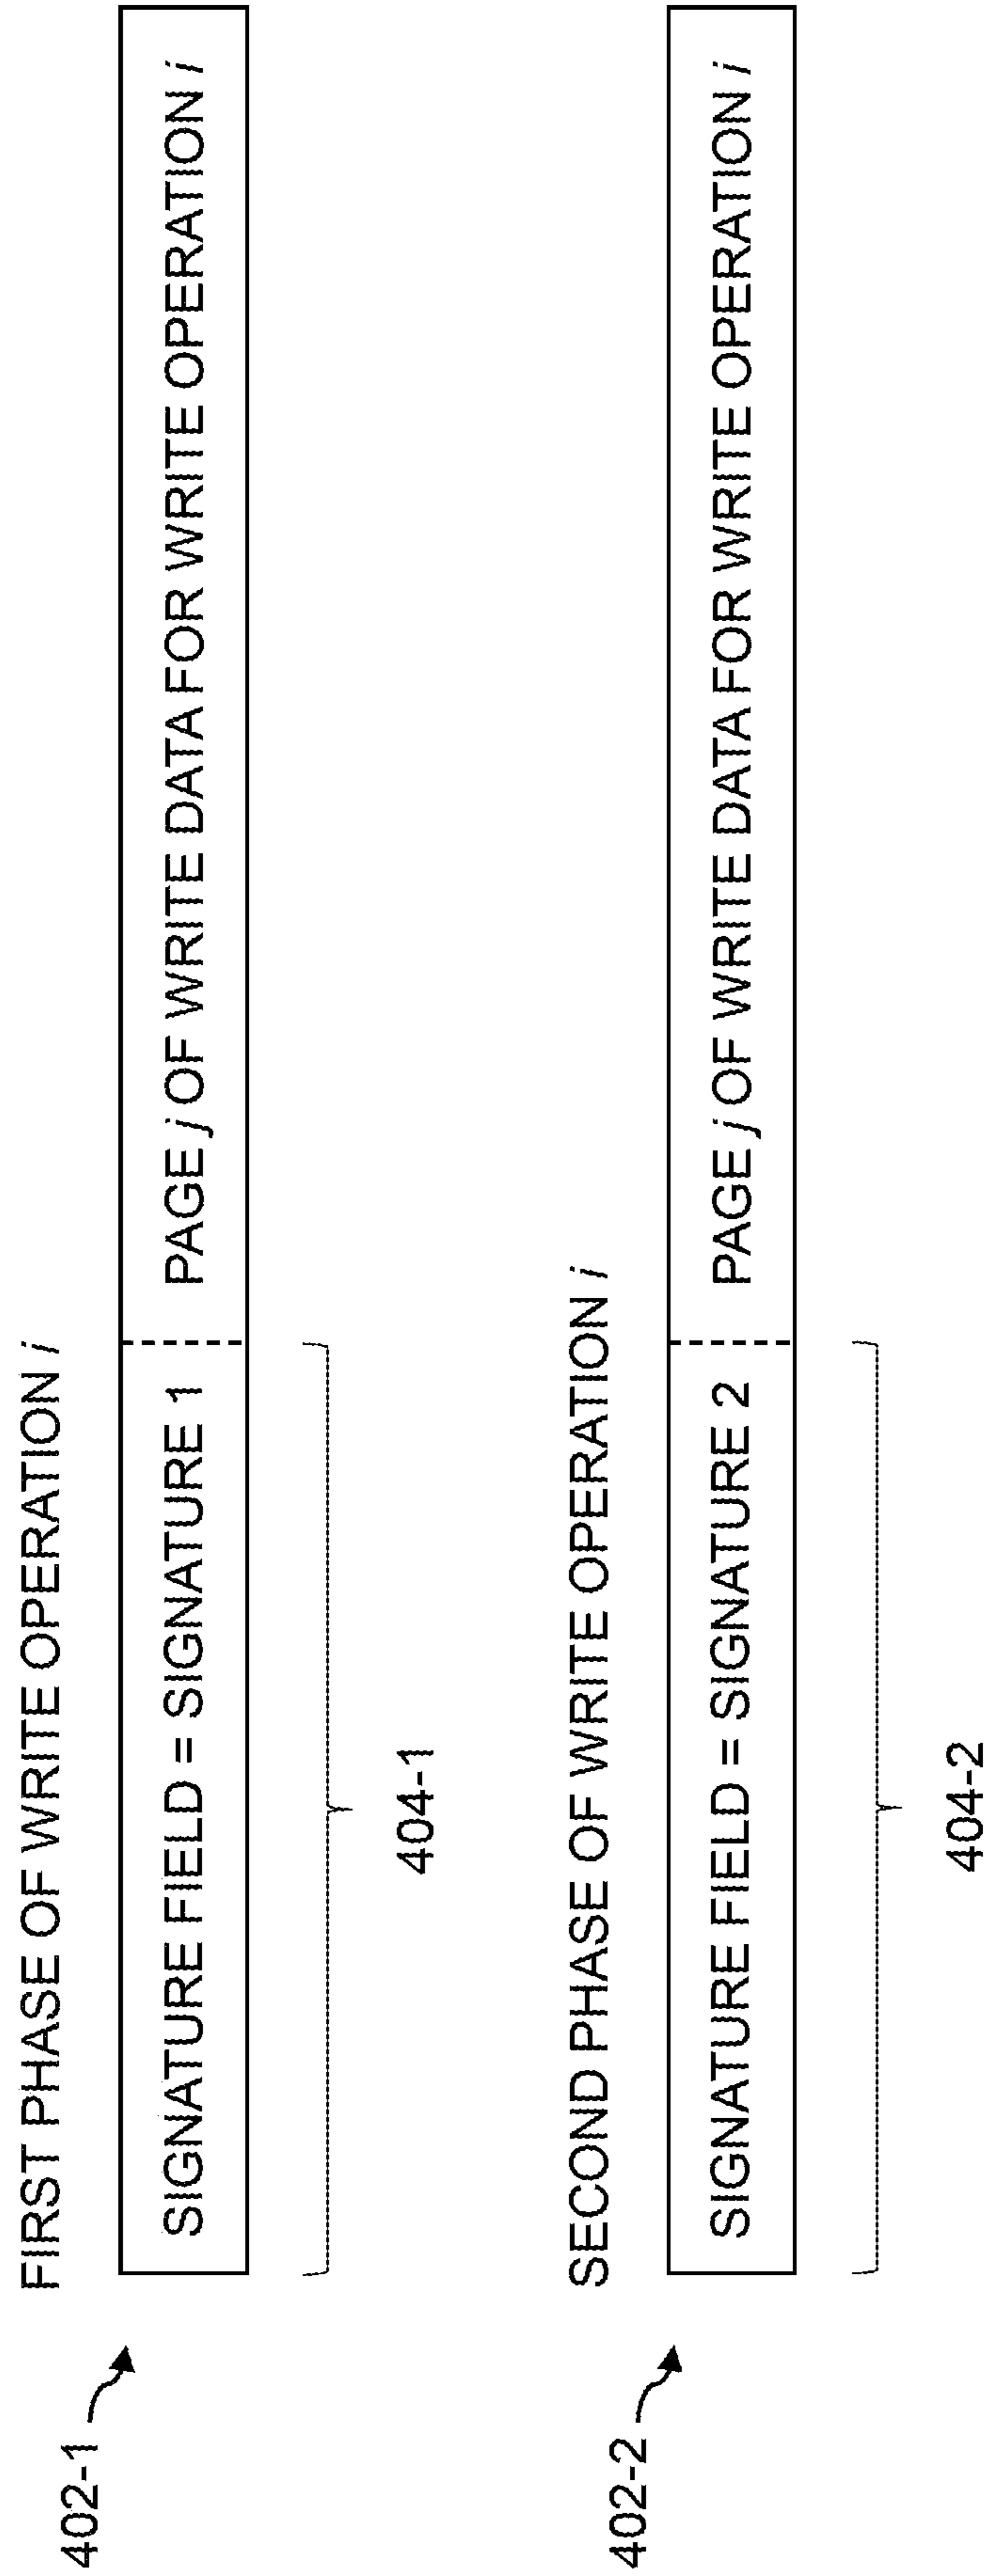 FIRST PHASE OF WRITE OPERATION i
402-1
SIGNATURE FIELD = SIGNATURE 1 PAGE j OF WRITE DATA FOR WRITE OPERATION i
404-1
SECOND PHASE OF WRITE OPERATION i
402-2
SIGNATURE FIELD = SIGNATURE 2 PAGE j OF WRITE DATA FOR WRITE OPERATION i
404-2